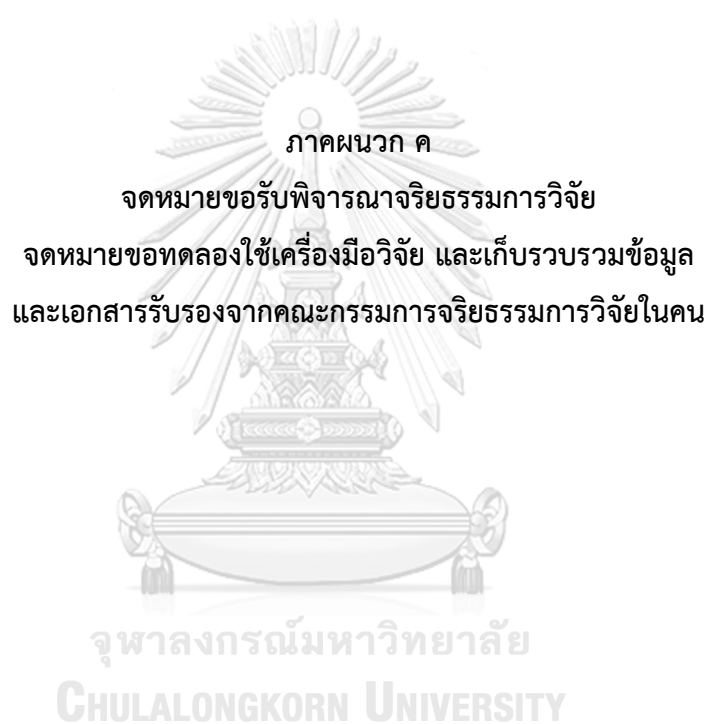 ภาคผนวก ค
จดหมายขอรับพิจารณาจริยธรรมการวิจัย
จดหมายขอทดลองใช้เครื่องมือวิจัย และเก็บรวบรวมข้อมูล
และเอกสารรับรองจากคณะกรรมการจริยธรรมการวิจัยในคน
จุฬาลงกรณ์มหาวิทยาลัย
CHULALONGKORN UNIVERSITY